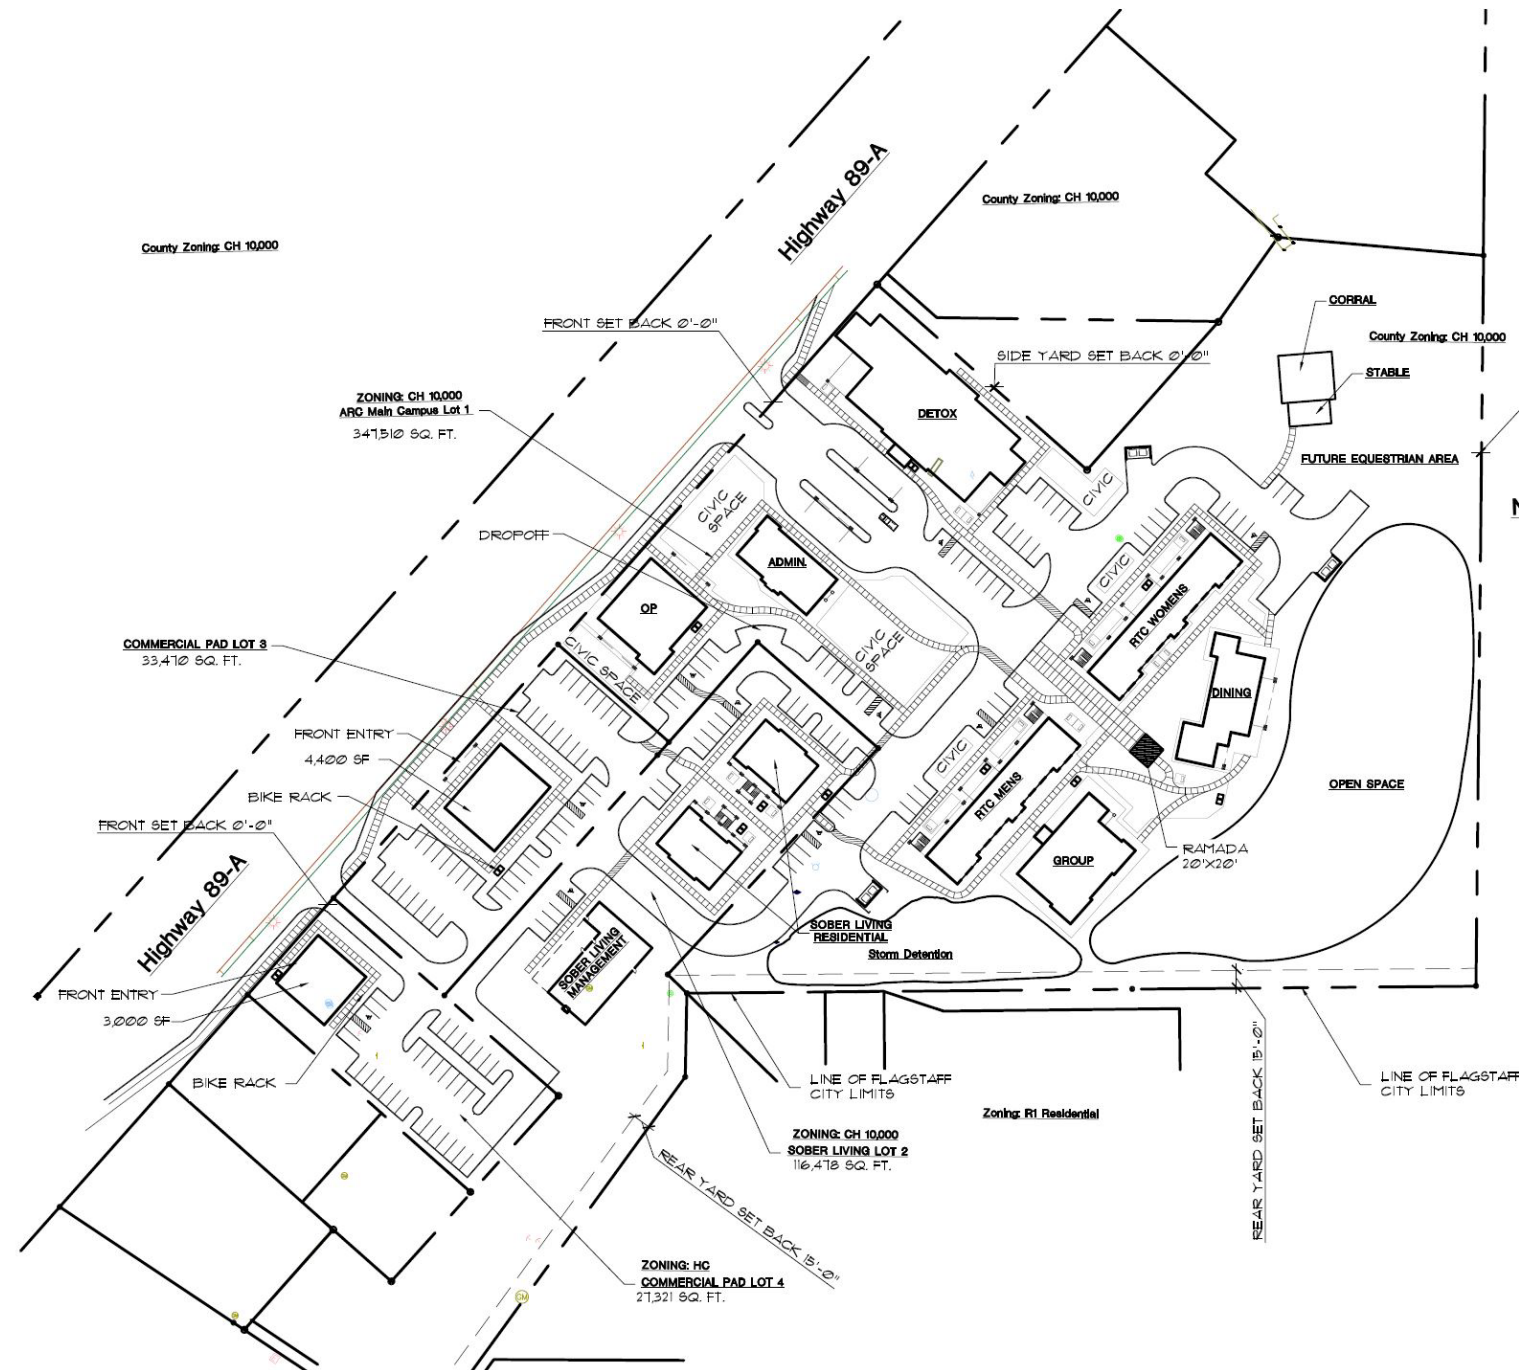 Highway 89-A
County Zoning: CH 10,000
County Zoning: CH 10,000
CORRAL
FRONT SET BACK 0'-0"
County Zoning: CH 10,000
SIDE YARD SET BACK 0'-0"
STABLE
ZONING: CH 10,000
ARC Main Campus Lot 1
347,510 SQ. FT.
DETOX
FUTURE EQUESTRIAN AREA
CIVIC
CIVIC
SPACE
N
DROPOFF
ADMIN.
CIVIC
OP
RTC WOMENS
COMMERCIAL PAD LOT 3
33,470 SQ. FT.
CIVIC SPACE
CIVIC
SPACE
DINING
FRONT ENTRY
4,400 SF
CIVIC
BIKE RACK
RTC MENS
OPEN SPACE
FRONT SET BACK 0'-0"
RAMADA
20'X20'
GROUP
Highway 89-A
SOBER LIVING
RESIDENTIAL
SOBER LIVING
MANAGEMENT
Storm Detention
FRONT ENTRY
3,000 SF
BIKE RACK
LINE OF FLAGSTAFF
CITY LIMITS
LINE OF FLAGSTAFF
CITY LIMITS
Zoning: R1 Residential
REAR YARD SET BACK 15'-0"
ZONING: CH 10,000
SOBER LIVING LOT 2
116,478 SQ. FT.
REAR YARD SET BACK 15'-0"
ZONING: HC
COMMERCIAL PAD LOT 4
27,321 SQ. FT.